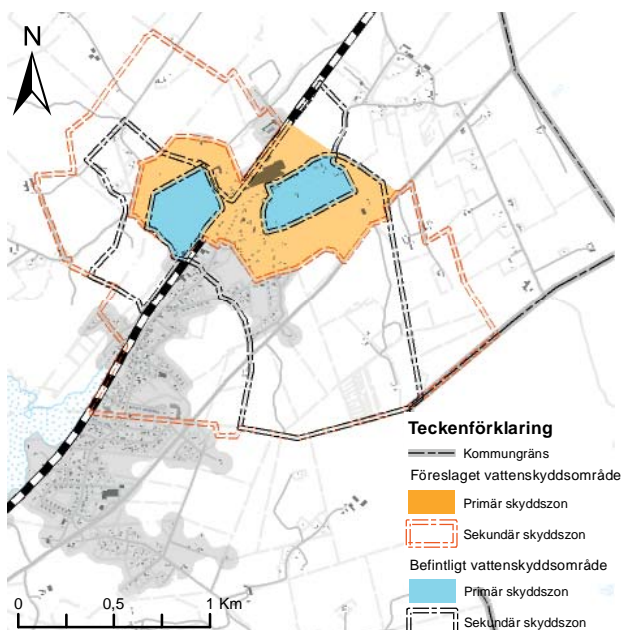 N
Teckenförklaring
Kommungräns
Föreslaget vattenskyddsområde
Primär skyddszon
Sekundär skyddszon
Befintligt vattenskyddsområde
Primär skyddszon
Sekundär skyddszon
0 0,5 1 Km